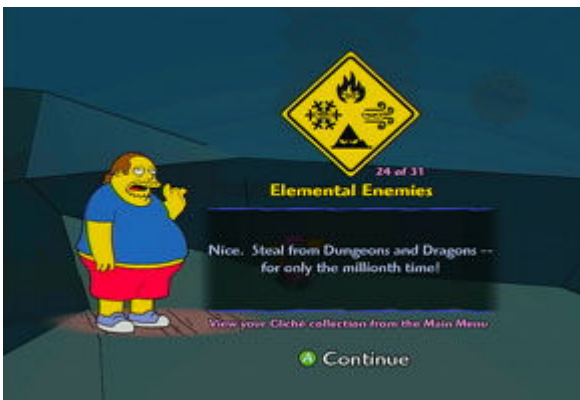 24 of 31
Elemental Enemies
Nice. Steal from Dungeons and Dragons --
for only the millionth time!
View your Cliché collection from the Main Menu
A Continue